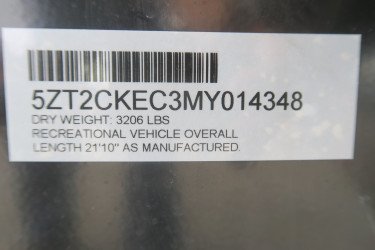 5ZT2CKEC3MY014348
DRY WEIGHT: 3206 LBS
RECREATIONAL VEHICLE OVERALL
LENGTH 21'10" AS MANUFACTURED.